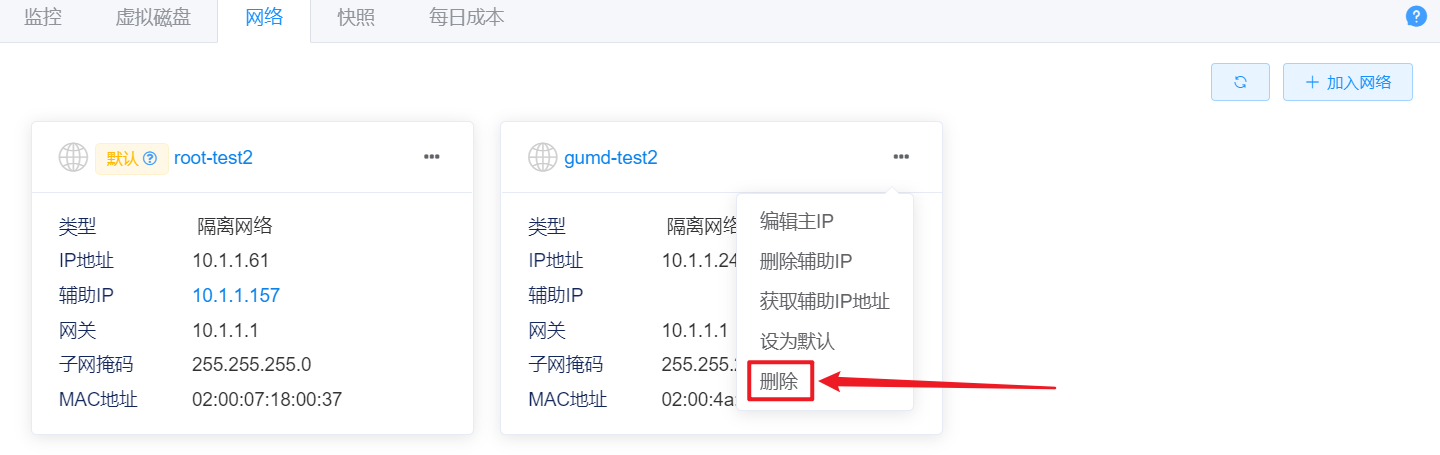 监控 虚拟磁盘 网络 快照 每日成本
加入网络
默认 root-test2
类型 隔离网络
IP地址 10.1.1.61
辅助IP 10.1.1.157
网关 10.1.1.1
子网掩码 255.255.255.0
MAC地址 02:00:07:18:00:37
gumd-test2
类型 隔离网络
IP地址 10.1.1.24
辅助IP
网关 10.1.1.1
子网掩码 255.255.
MAC地址 02:00:4a
编辑主IP
删除辅助IP
获取辅助IP地址
设为默认
删除